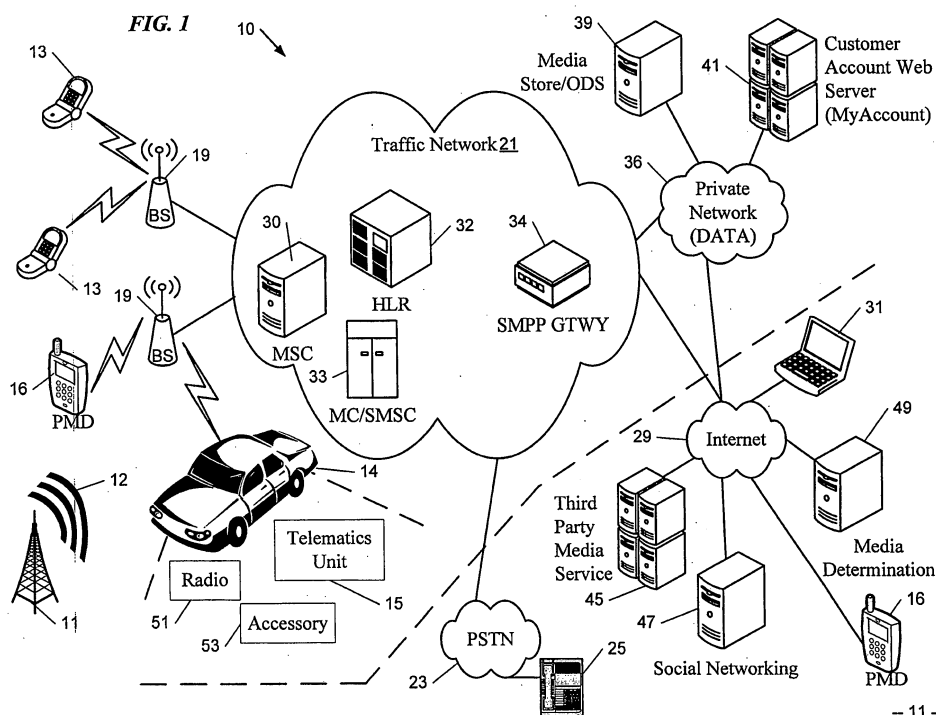 FIG. 1
10
13
13
19
BS
19
BS
16
PMD
12
11
14
Radio
51
Telematics
Unit
15
Accessory
53
Traffic Network 21
30
MSC
32
HLR
33
MC/SMSC
34
SMPP GTWY
39
Media
Store/ODS
41
Customer
Account Web
Server
(MyAccount)
36
Private
Network
(DATA)
31
29
Internet
49
Media
Determination
Third
Party
Media
Service
45
47
Social Networking
16
PMD
PSTN
23
25
-- 11 -